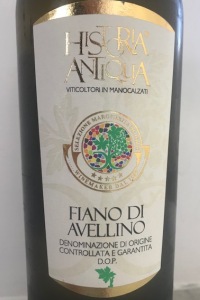 HISTORIA
ANTIQUA
VITICOLTORI IN MANOCALZATI
FIANO DI
AVELLINO
DENOMINAZIONE DI ORIGINE
CONTROLLATA E GARANTITA
D.O.P.